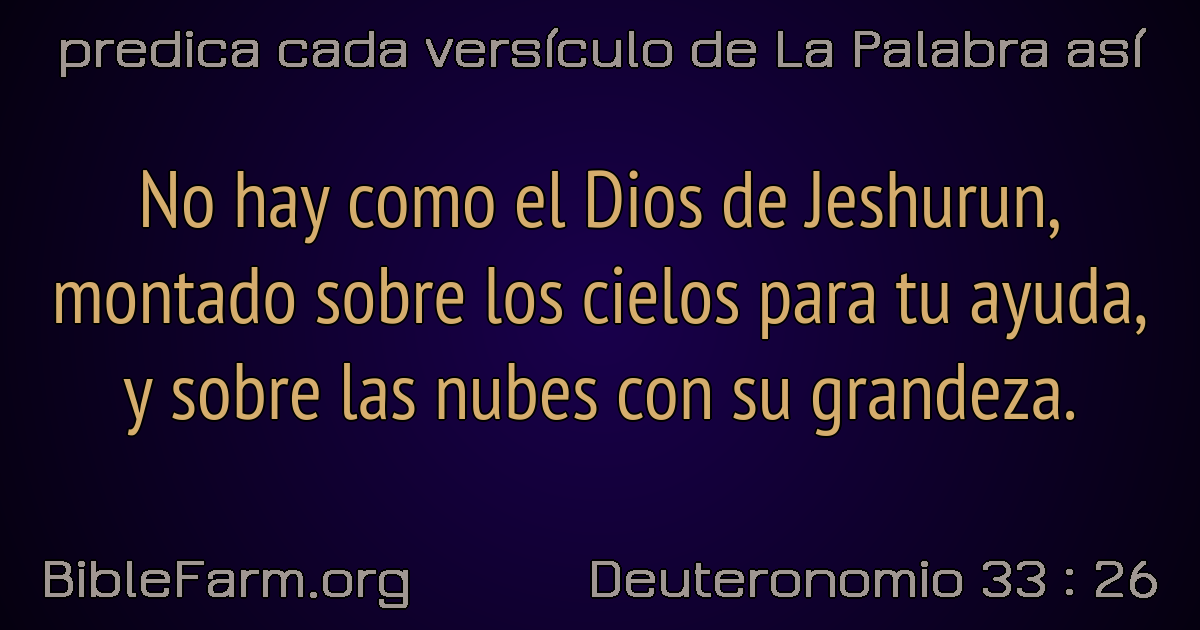 predica cada versículo de La Palabra así
No hay como el Dios de Jeshurun,
montado sobre los cielos para tu ayuda,
y sobre las nubes con su grandeza.
BibleFarm.org
Deuteronomio 33 : 26